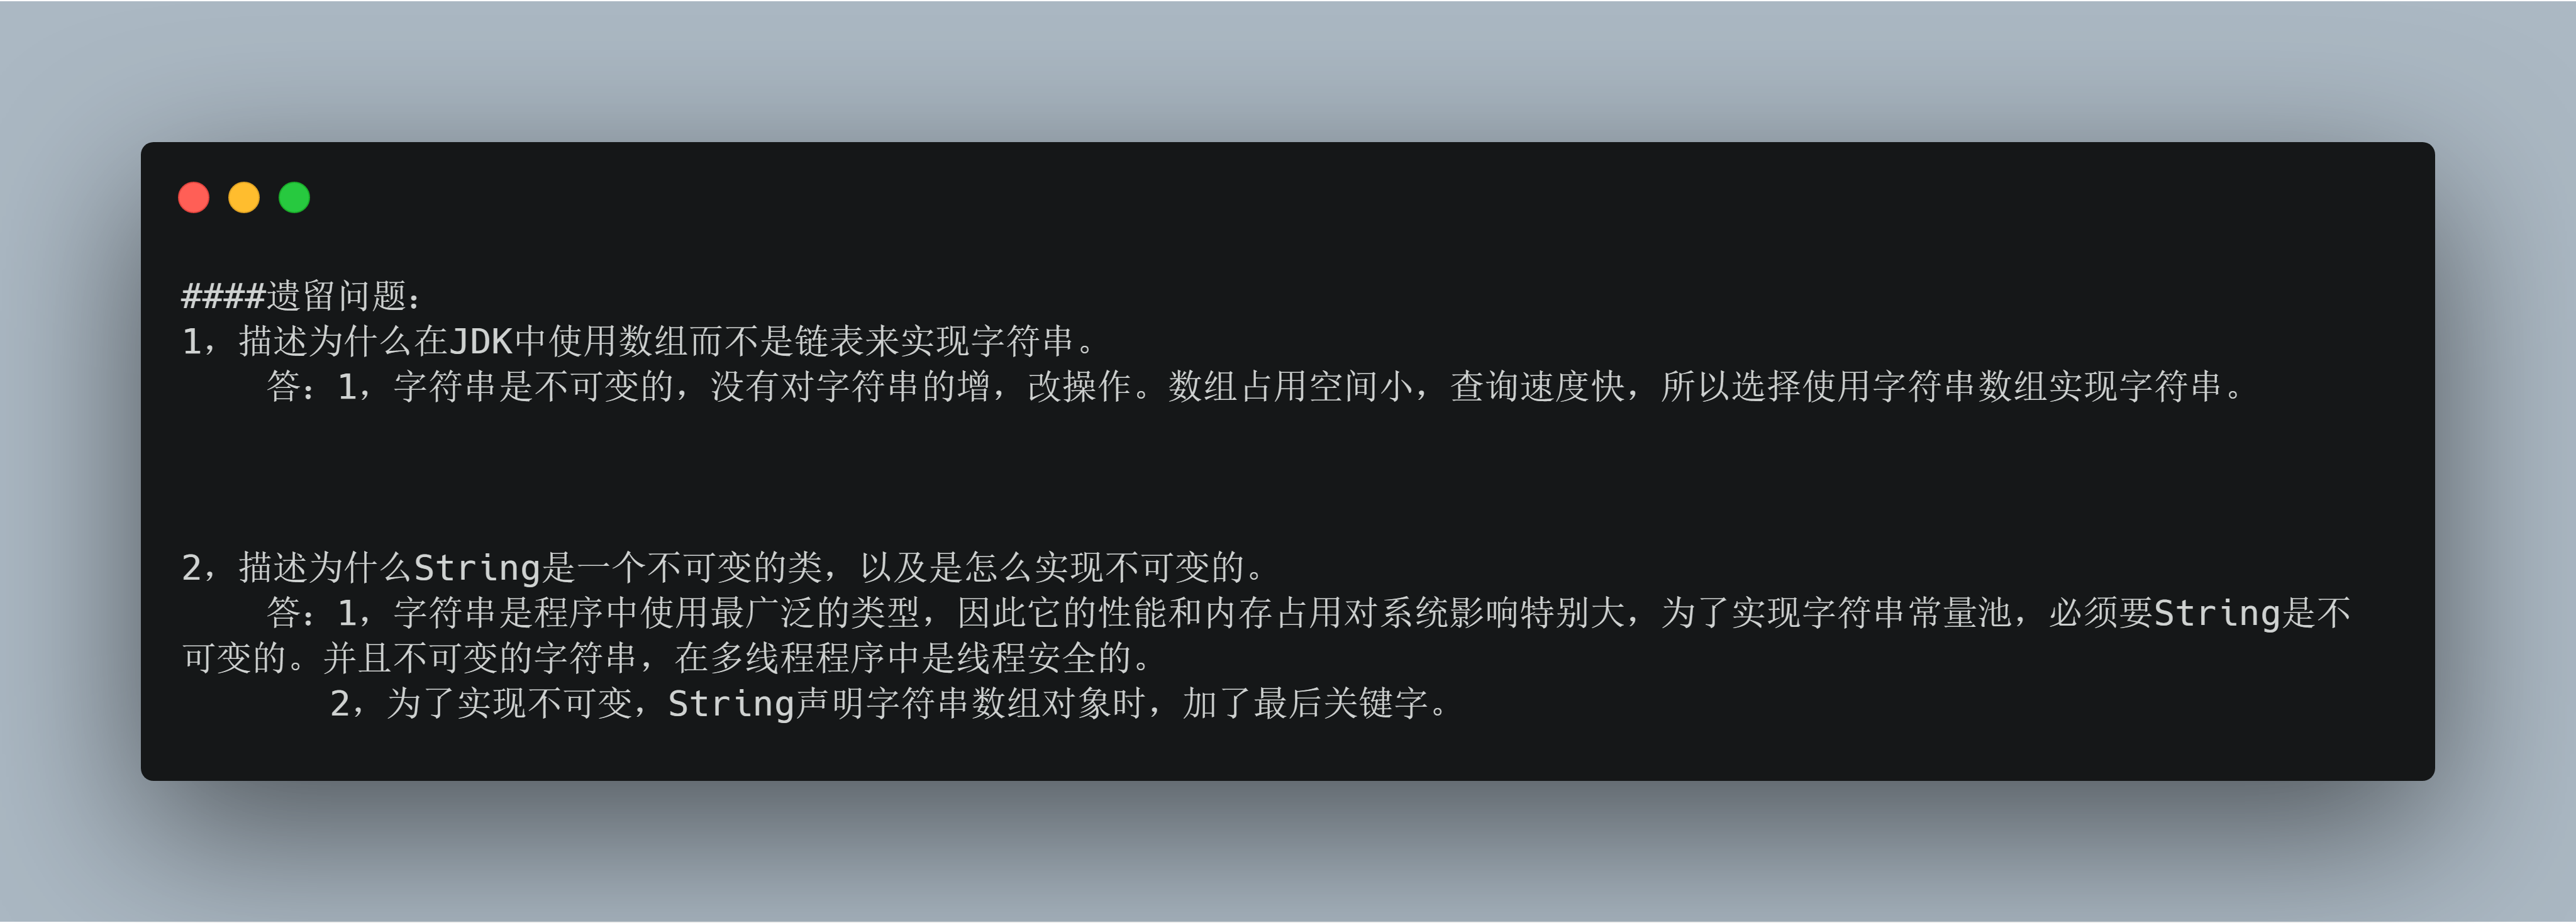 ####遗留问题：
1，描述为什么在JDK中使用数组而不是链表来实现字符串。
答：1，字符串是不可变的，没有对字符串的增，改操作。数组占用空间小，查询速度快，所以选择使用字符串数组实现字符串。
2，描述为什么String是一个不可变的类，以及是怎么实现不可变的。
答：1，字符串是程序中使用最广泛的类型，因此它的性能和内存占用对系统影响特别大，为了实现字符串常量池，必须要String是不
可变的。并且不可变的字符串，在多线程程序中是线程安全的。
2，为了实现不可变，String声明字符串数组对象时，加了最后关键字。